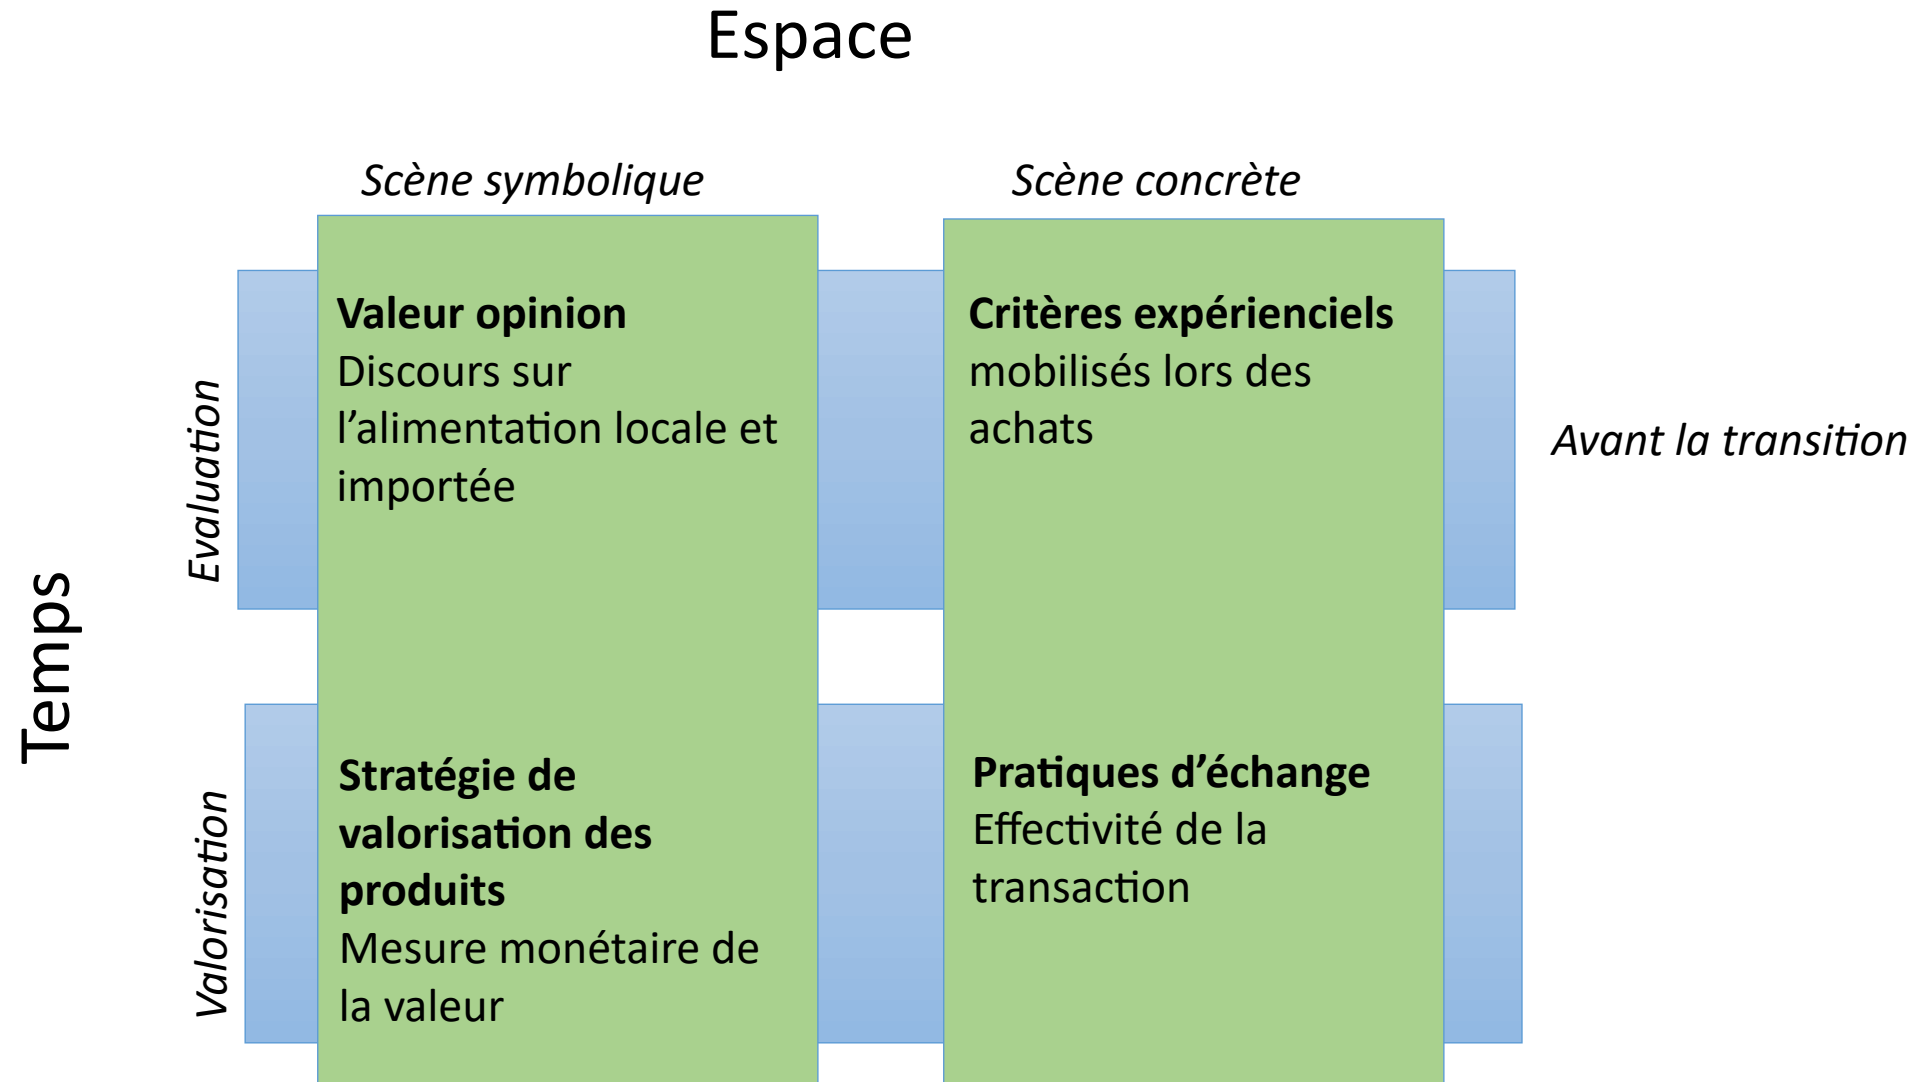 Espace
Scène symbolique
Scène concrète
Temps
Evaluation
Valeur opinion
Discours sur
l’alimentation locale et
importée
Critères expérienciels
mobilisés lors des
achats
Avant la transition
Valorisation
Stratégie de
valorisation des
produits
Mesure monétaire de
la valeur
Pratiques d’échange
Effectivité de la
transaction